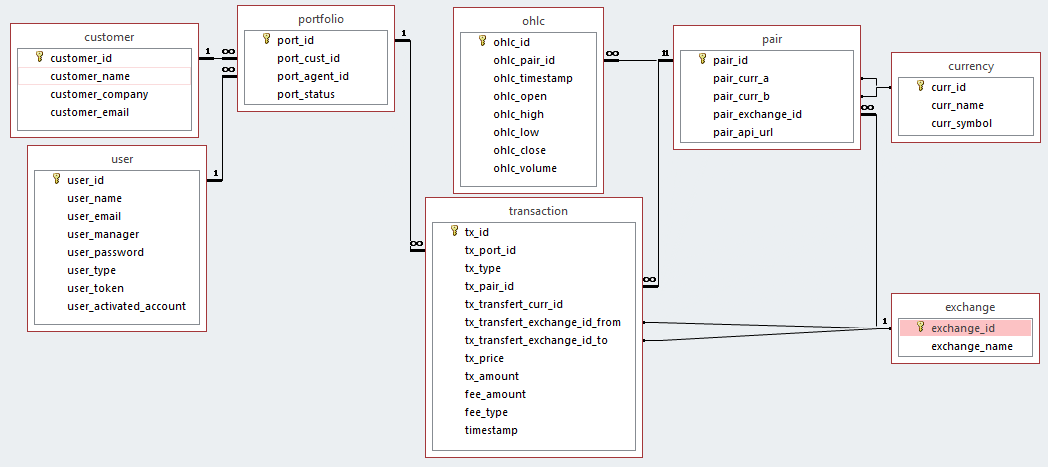 customer
customer_id
customer_name
customer_company
customer_email
1
∞
∞
portfolio
port_id
port_cust_id
port_agent_id
port_status
1
user
user_id
user_name
user_email
user_manager
user_password
user_type
user_token
user_activated_account
1
ohlc
ohlc_id
ohlc_pair_id
ohlc_timestamp
ohlc_open
ohlc_high
ohlc_low
ohlc_close
ohlc_volume
∞
11
pair
pair_id
pair_curr_a
pair_curr_b
pair_exchange_id
pair_api_url
∞
currency
curr_id
curr_name
curr_symbol
transaction
tx_id
tx_port_id
tx_type
tx_pair_id
tx_transfert_curr_id
tx_transfert_exchange_id_from
tx_transfert_exchange_id_to
tx_price
tx_amount
fee_amount
fee_type
timestamp
∞
∞
exchange
exchange_id
exchange_name
1